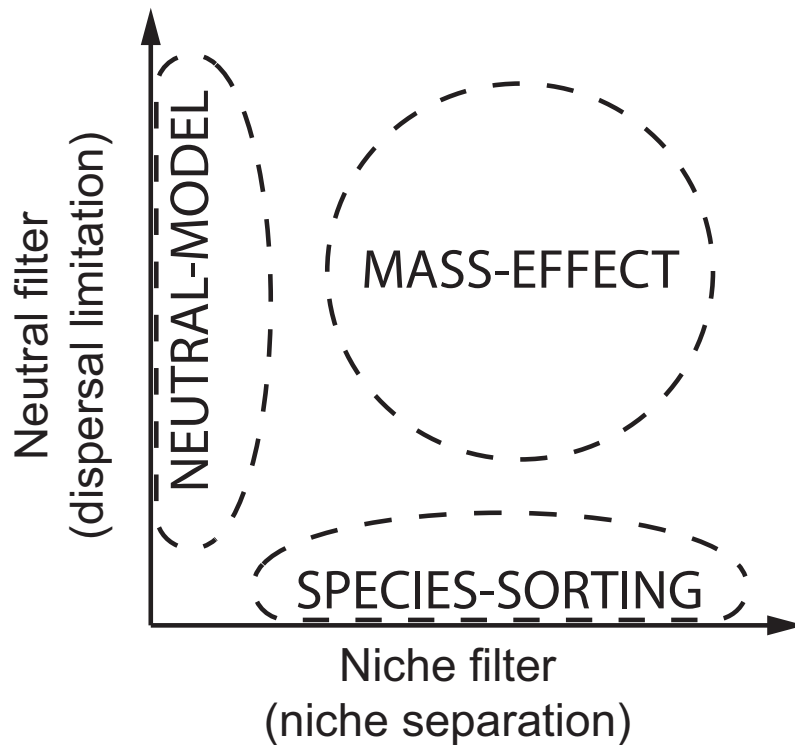 Neutral filter
(dispersal limitation)
NEUTRAL-MODEL
MASS-EFFECT
SPECIES-SORTING
Niche filter
(niche separation)